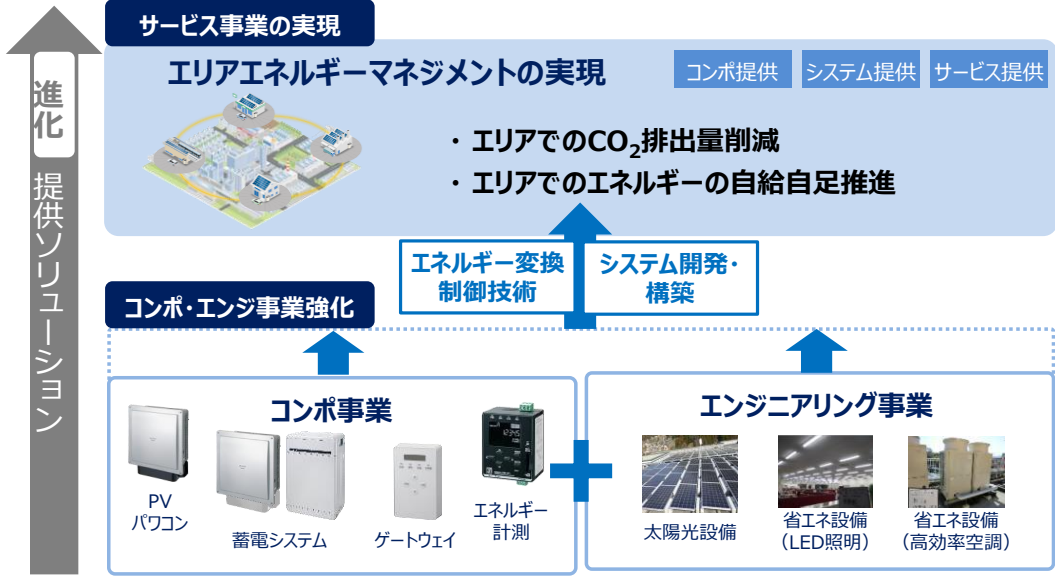 サービス事業の実現
エリアエネルギーマネジメントの実現
コンポ提供
システム提供
サービス提供
・エリアでのCO₂排出量削減
・エリアでのエネルギーの自給自足推進
進化
提供ソリューション
エネルギー変換
制御技術
システム開発・
構築
コンポ・エンジ事業強化
コンポ事業
PV
パワコン
蓄電システム
ゲートウェイ
エネルギー
計測
エンジニアリング事業
太陽光設備
省エネ設備
（LED照明）
省エネ設備
（高効率空調）